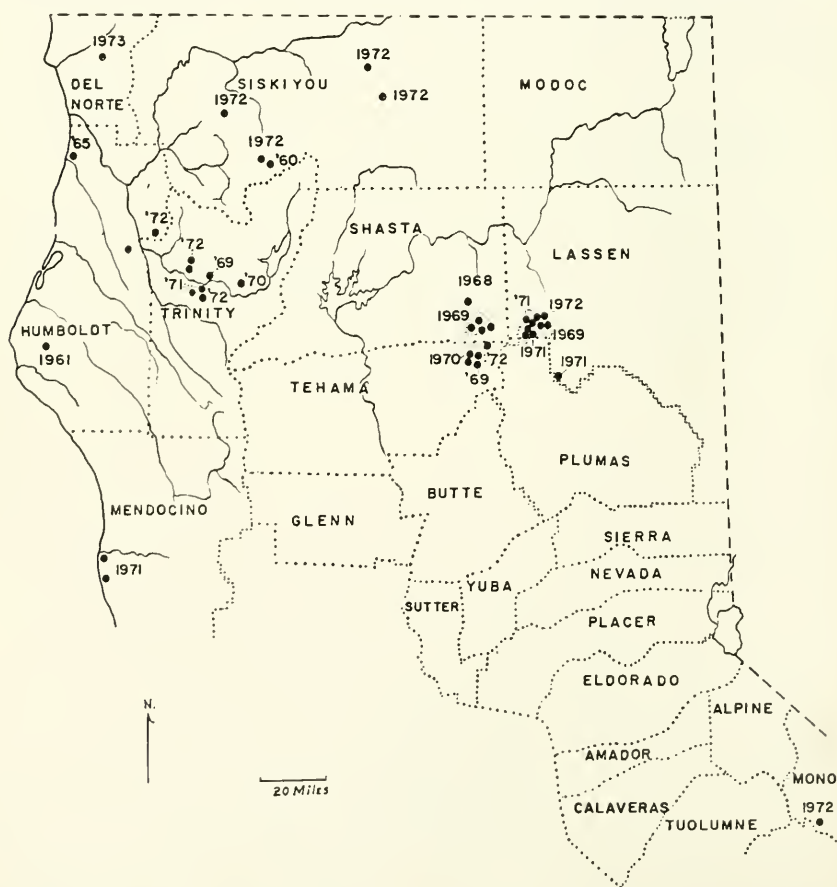 1973
DEL
NORTE
SISKIYOU
1972
1972
1972
MODOC
'65
1972
'60
'72
'72
'69
'70
'71
'72
TRINITY
SHASTA
LASSEN
1968
1969
'71
1972
1969
1971
1971
1970
'72
'69
HUMBOLDT
1961
TEHAMA
PLUMAS
MENDOCINO
GLENN
BUTTE
SIERRA
1971
YUBA
NEVADA
SUTTER
PLACER
ELDORADO
N.
ALPINE
AMADOR
20 Miles
MONO
1972
CALAVERAS
TUOLUMNE